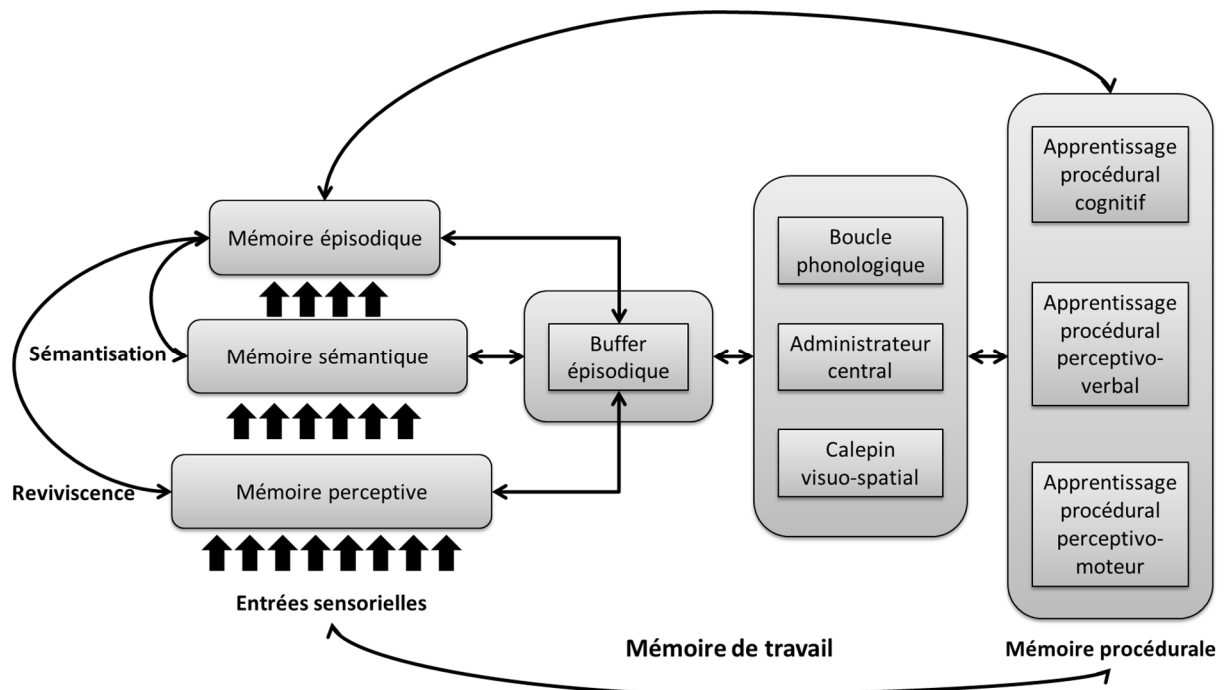 Mémoire épisodique
Sémantisation
Mémoire sémantique
Reviviscence
Mémoire perceptive
Entrées sensorielles
Buffer
épisodique
Boucle
phonologique
Administrateur
central
Calepin
visuo-spatial
Mémoire de travail
Apprentissage
procédural
cognitif
Apprentissage
procédural
perceptivo-
verbal
Apprentissage
procédural
perceptivo-
moteur
Mémoire procédurale